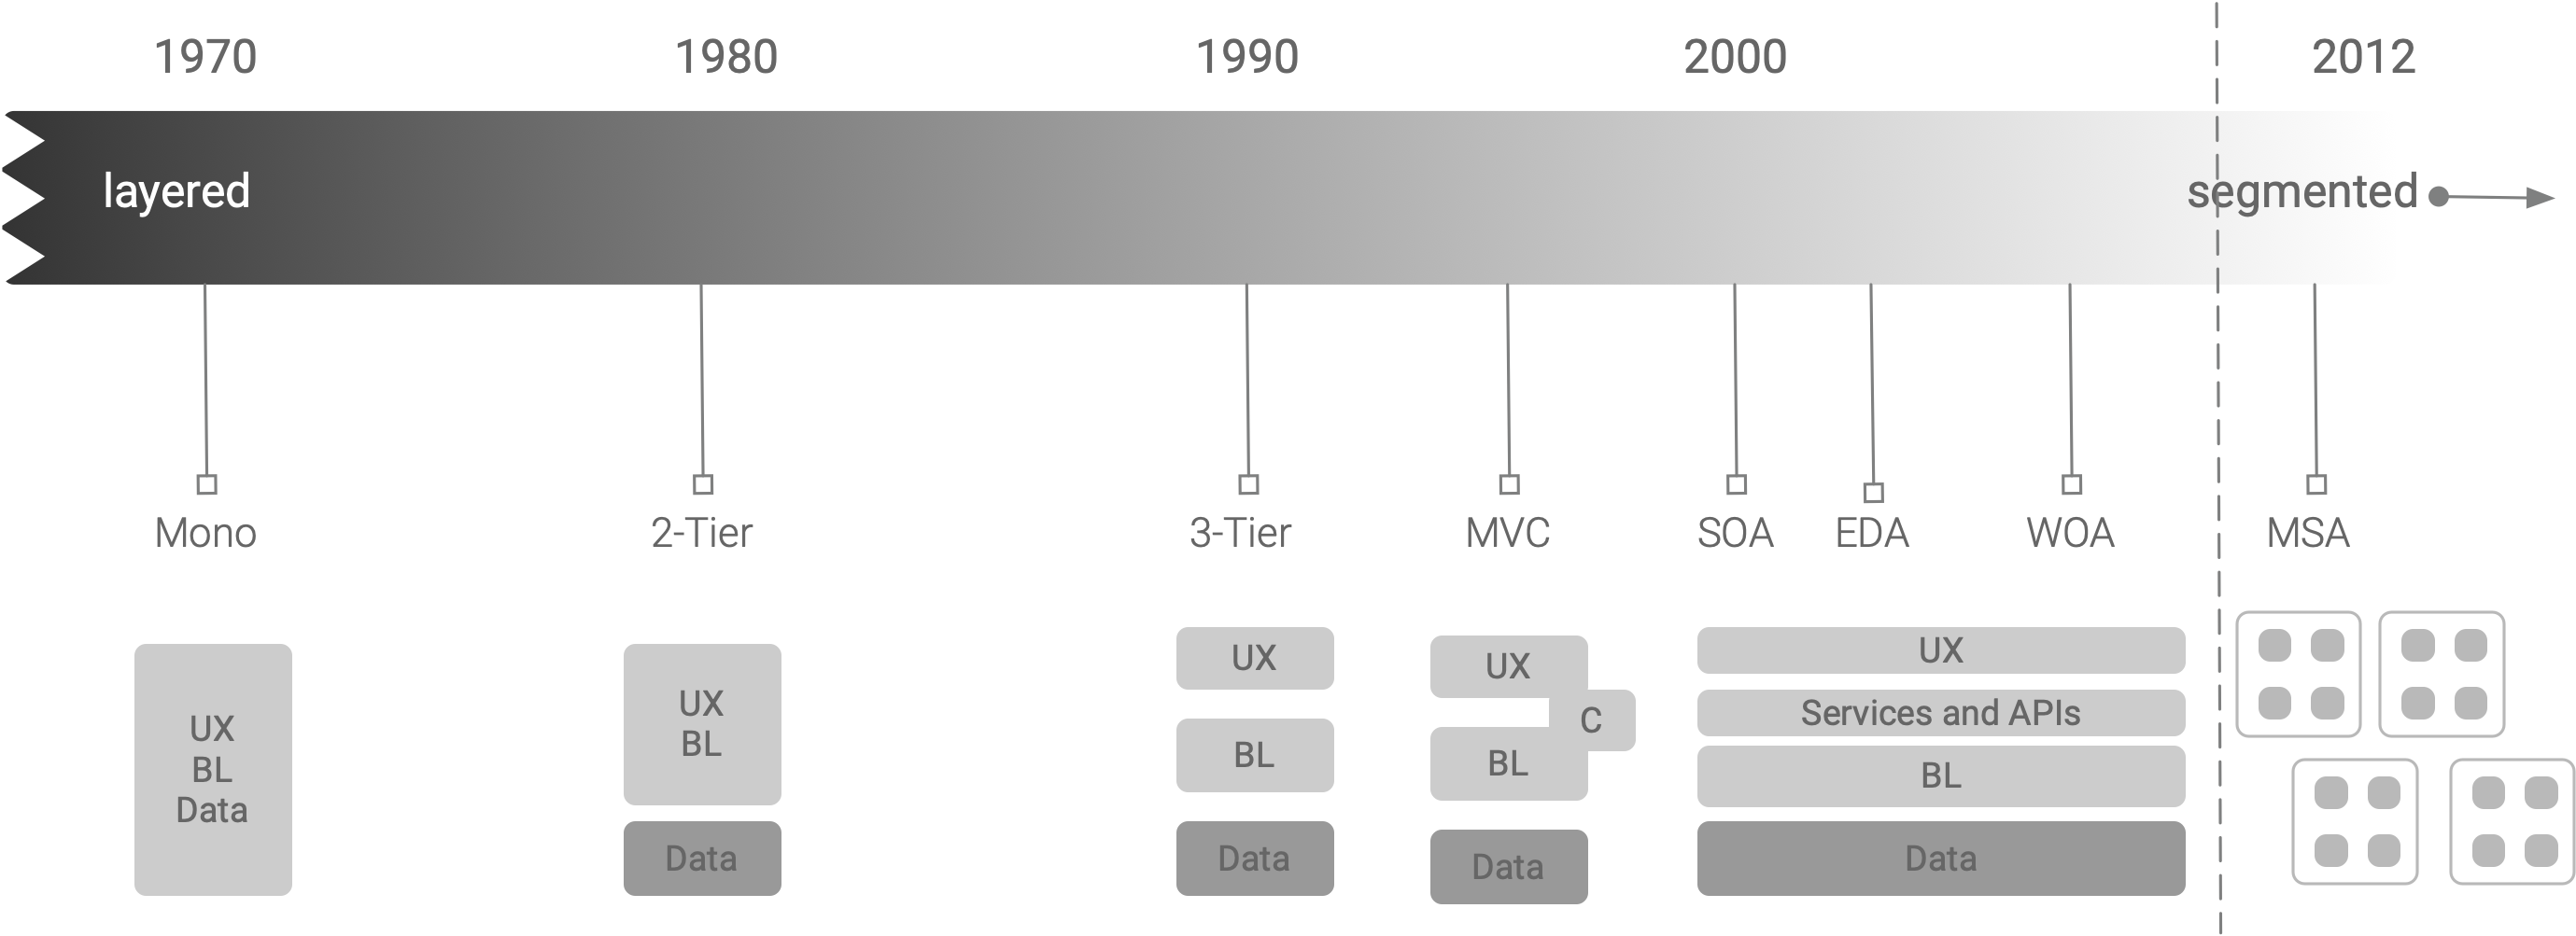 1970
1980
1990
2000
2012
layered
segmented
Mono
2-Tier
3-Tier
MVC
SOA
EDA
WOA
MSA
UX
BL
Data
UX
BL
Data
UX
BL
Data
UX
C
BL
Data
UX
Services and APIs
BL
Data